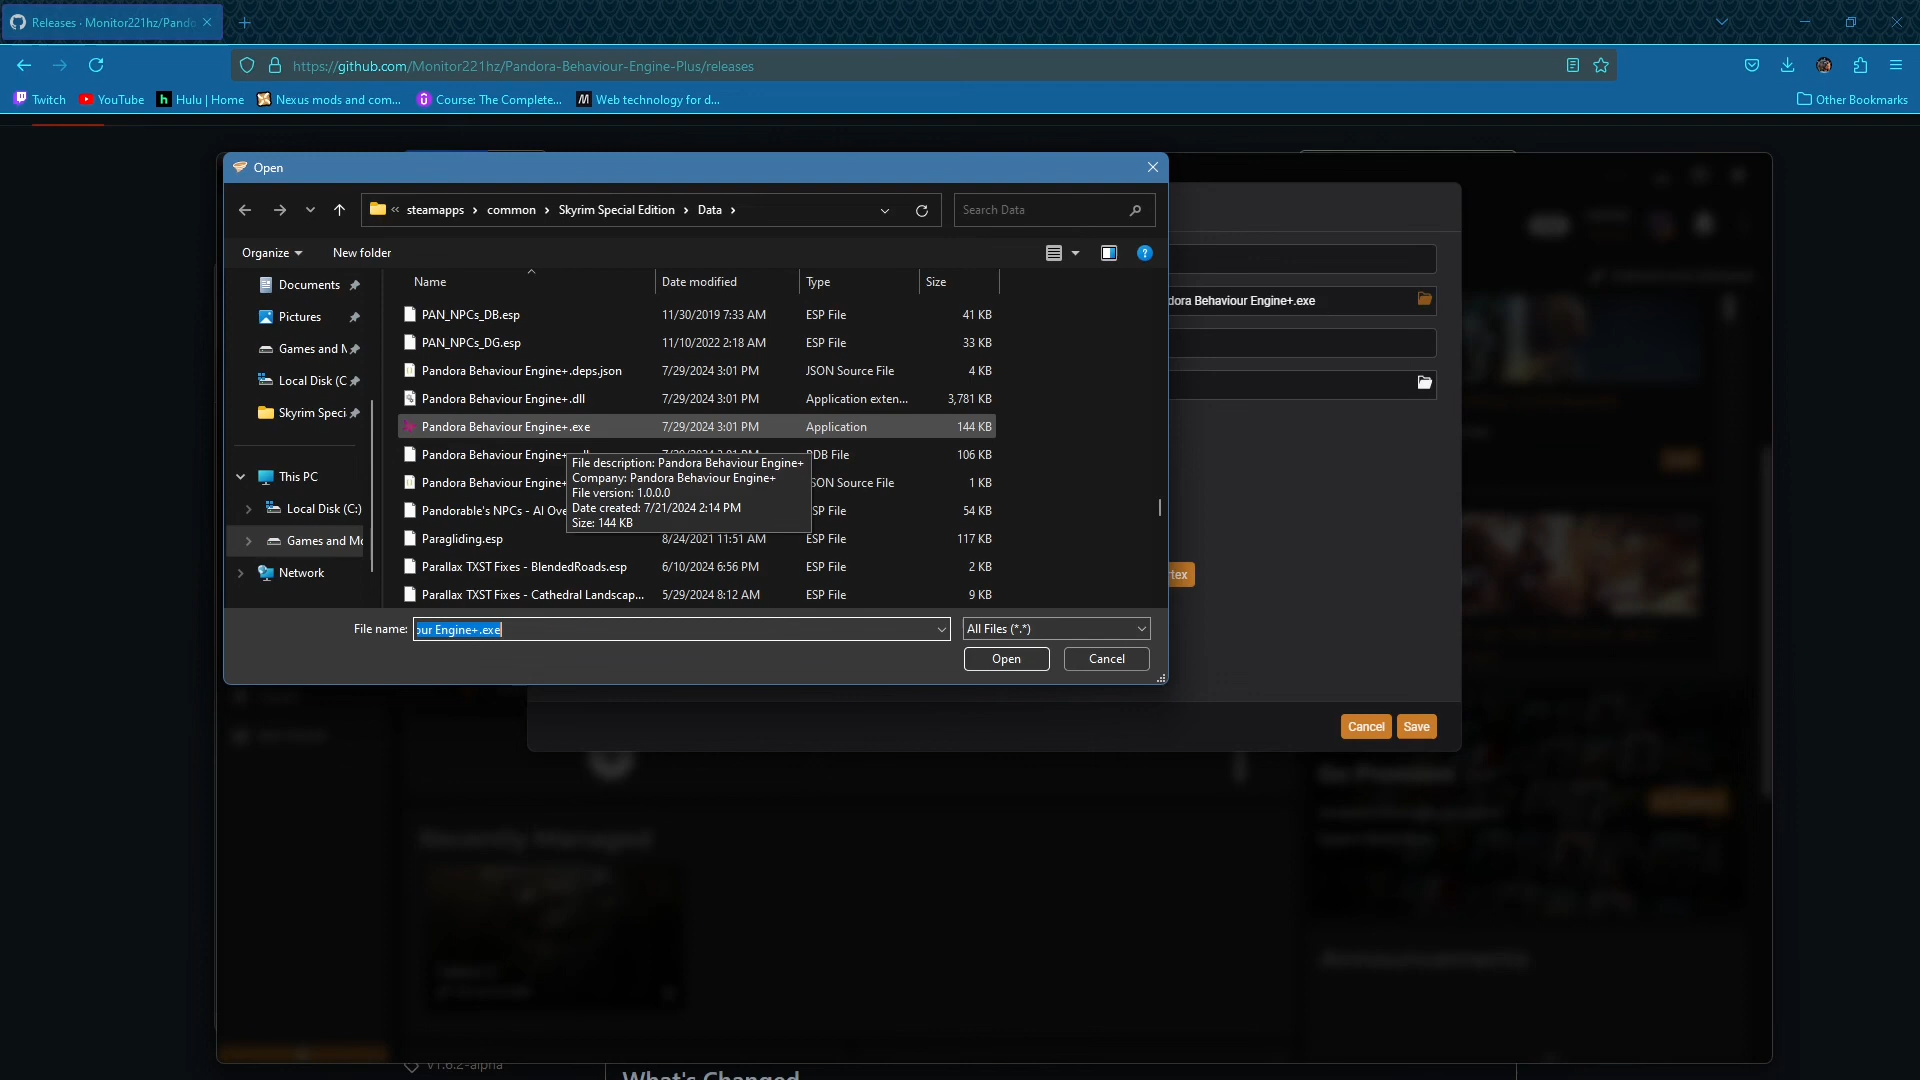 Releases · Monitor221hz/Pando
https://github.com/Monitor221hz/Pandora-Behaviour-Engine-Plus/releases
Twitch
YouTube
Hulu | Home
Nexus mods and com...
Course: The Complete...
Web technology for d...
Other Bookmarks
Open
« steamapps › common › Skyrim Special Edition › Data ›
Search Data
Organize
New folder
Name
Date modified
Type
Size
Documents
Pictures
Games and M
Local Disk (C
Skyrim Speci
This PC
Local Disk (C:)
Games and Mo
Network
PAN_NPCs_DB.esp 11/30/2019 7:33 AM ESP File 41 KB
PAN_NPCs_DG.esp 11/10/2022 2:18 AM ESP File 33 KB
Pandora Behaviour Engine+.deps.json 7/29/2024 3:01 PM JSON Source File 4 KB
Pandora Behaviour Engine+.dll 7/29/2024 3:01 PM Application exten... 3,781 KB
Pandora Behaviour Engine+.exe 7/29/2024 3:01 PM Application 144 KB
Pandora Behaviour Engine+ PDB File 106 KB
Pandora Behaviour Engine+ SON Source File 1 KB
Pandorable's NPCs - AI Ove SP File 54 KB
Paragliding.esp 8/24/2021 11:51 AM ESP File 117 KB
Parallax TXST Fixes - BlendedRoads.esp 6/10/2024 6:56 PM ESP File 2 KB
Parallax TXST Fixes - Cathedral Landscap... 5/29/2024 8:12 AM ESP File 9 KB
File description: Pandora Behaviour Engine+
Company: Pandora Behaviour Engine+
File version: 1.0.0.0
Date created: 7/21/2024 2:14 PM
Size: 144 KB
File name: our Engine+.exe
All Files (*.*)
Open
Cancel
dora Behaviour Engine+.exe
tex
Cancel
Save
Recently Managed
Announcements
v1.6.2-alpha
What's Changed